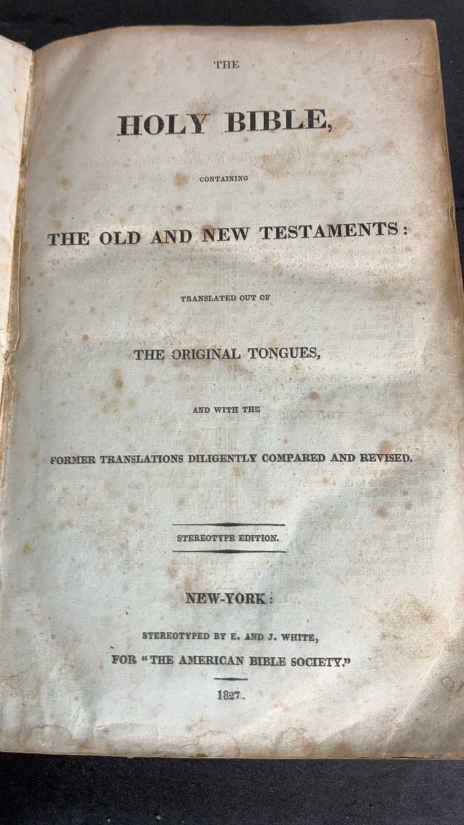 THE
HOLY BIBLE,
CONTAINING
THE OLD AND NEW TESTAMENTS:
TRANSLATED OUT OF
THE ORIGINAL TONGUES,
AND WITH THE
FORMER TRANSLATIONS DILIGENTLY COMPARED AND REVISED.
STEREOTYPE EDITION.
NEW-YORK:
STEREOTYPED BY E. AND J. WHITE,
FOR "THE AMERICAN BIBLE SOCIETY."
1827.